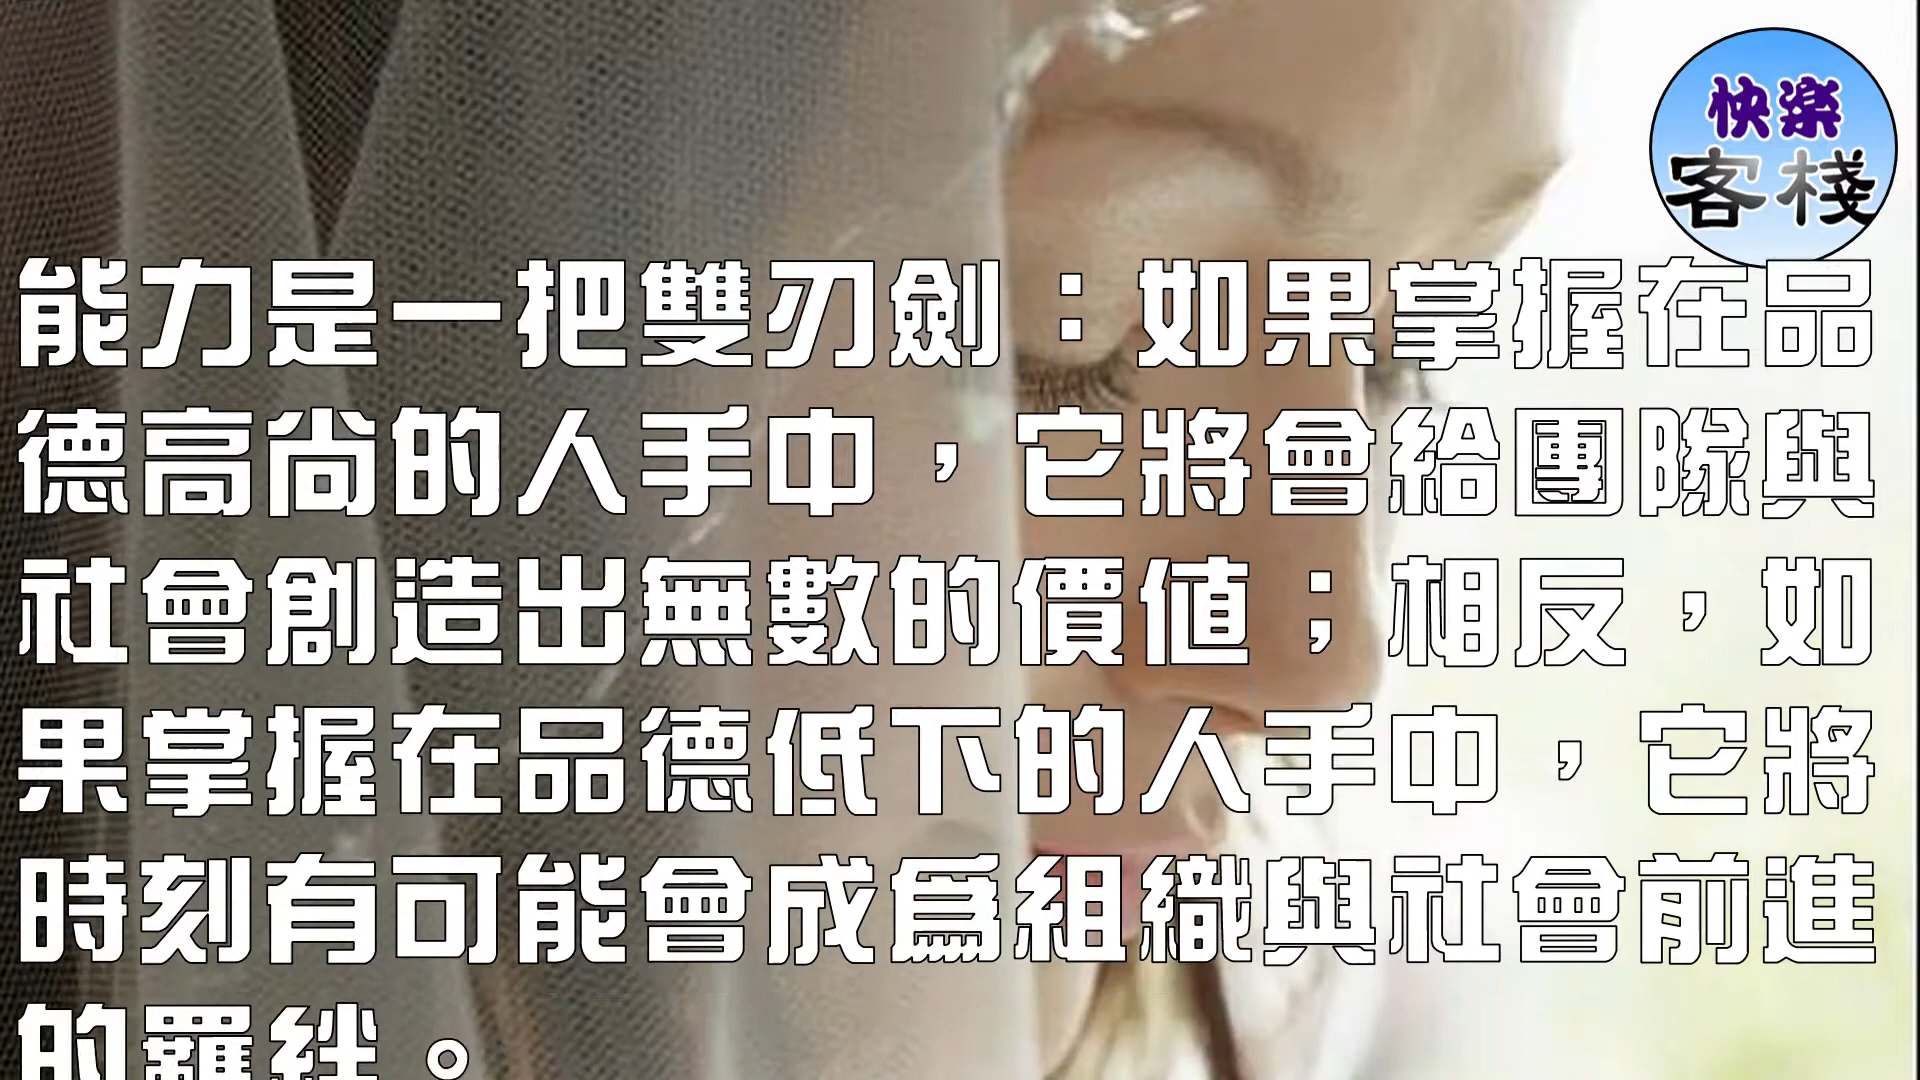 快樂
客棧
能力是一把雙刃劍：如果掌握在品
德高尚的人手中，它將會給團隊與
社會創造出無數的價值；相反，如
果掌握在品德低下的人手中，它將
時刻有可能會成為組織與社會前進
的羅絆。